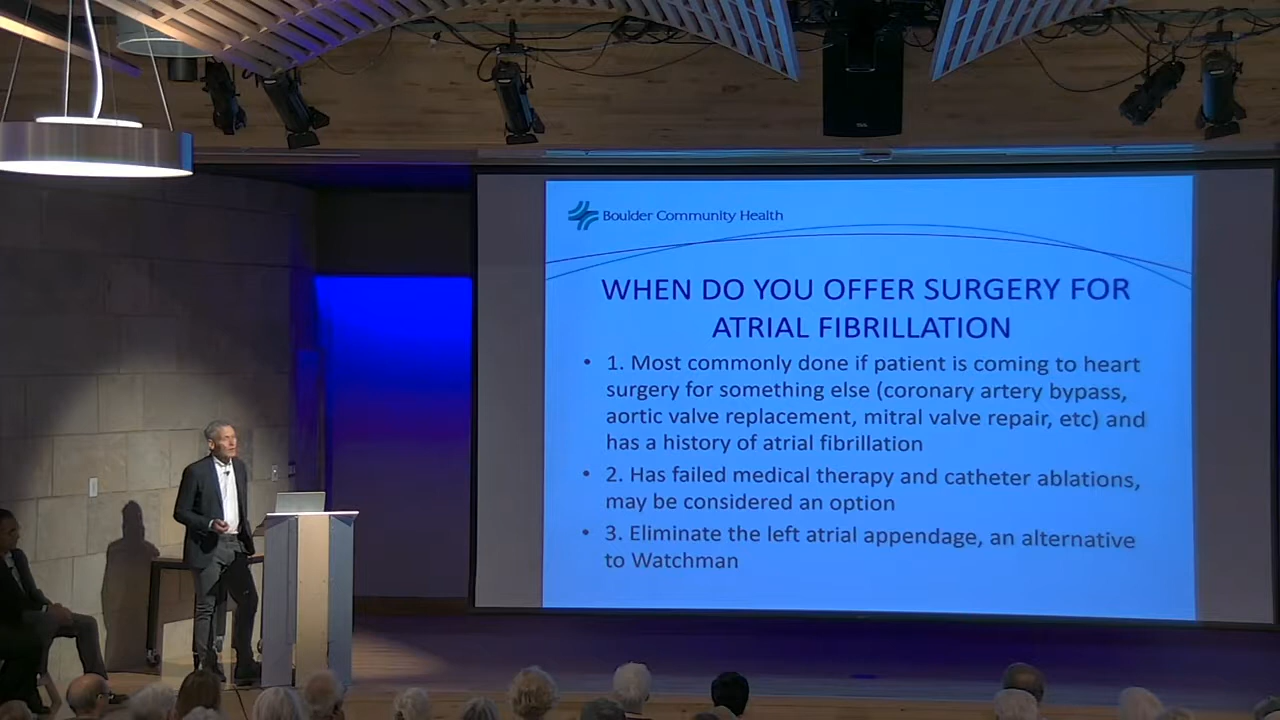 Boulder Community Health
WHEN DO YOU OFFER SURGERY FOR
ATRIAL FIBRILLATION
• 1. Most commonly done if patient is coming to heart
surgery for something else (coronary artery bypass,
aortic valve replacement, mitral valve repair, etc) and
has a history of atrial fibrillation
• 2. Has failed medical therapy and catheter ablations,
may be considered an option
• 3. Eliminate the left atrial appendage, an alternative
to Watchman